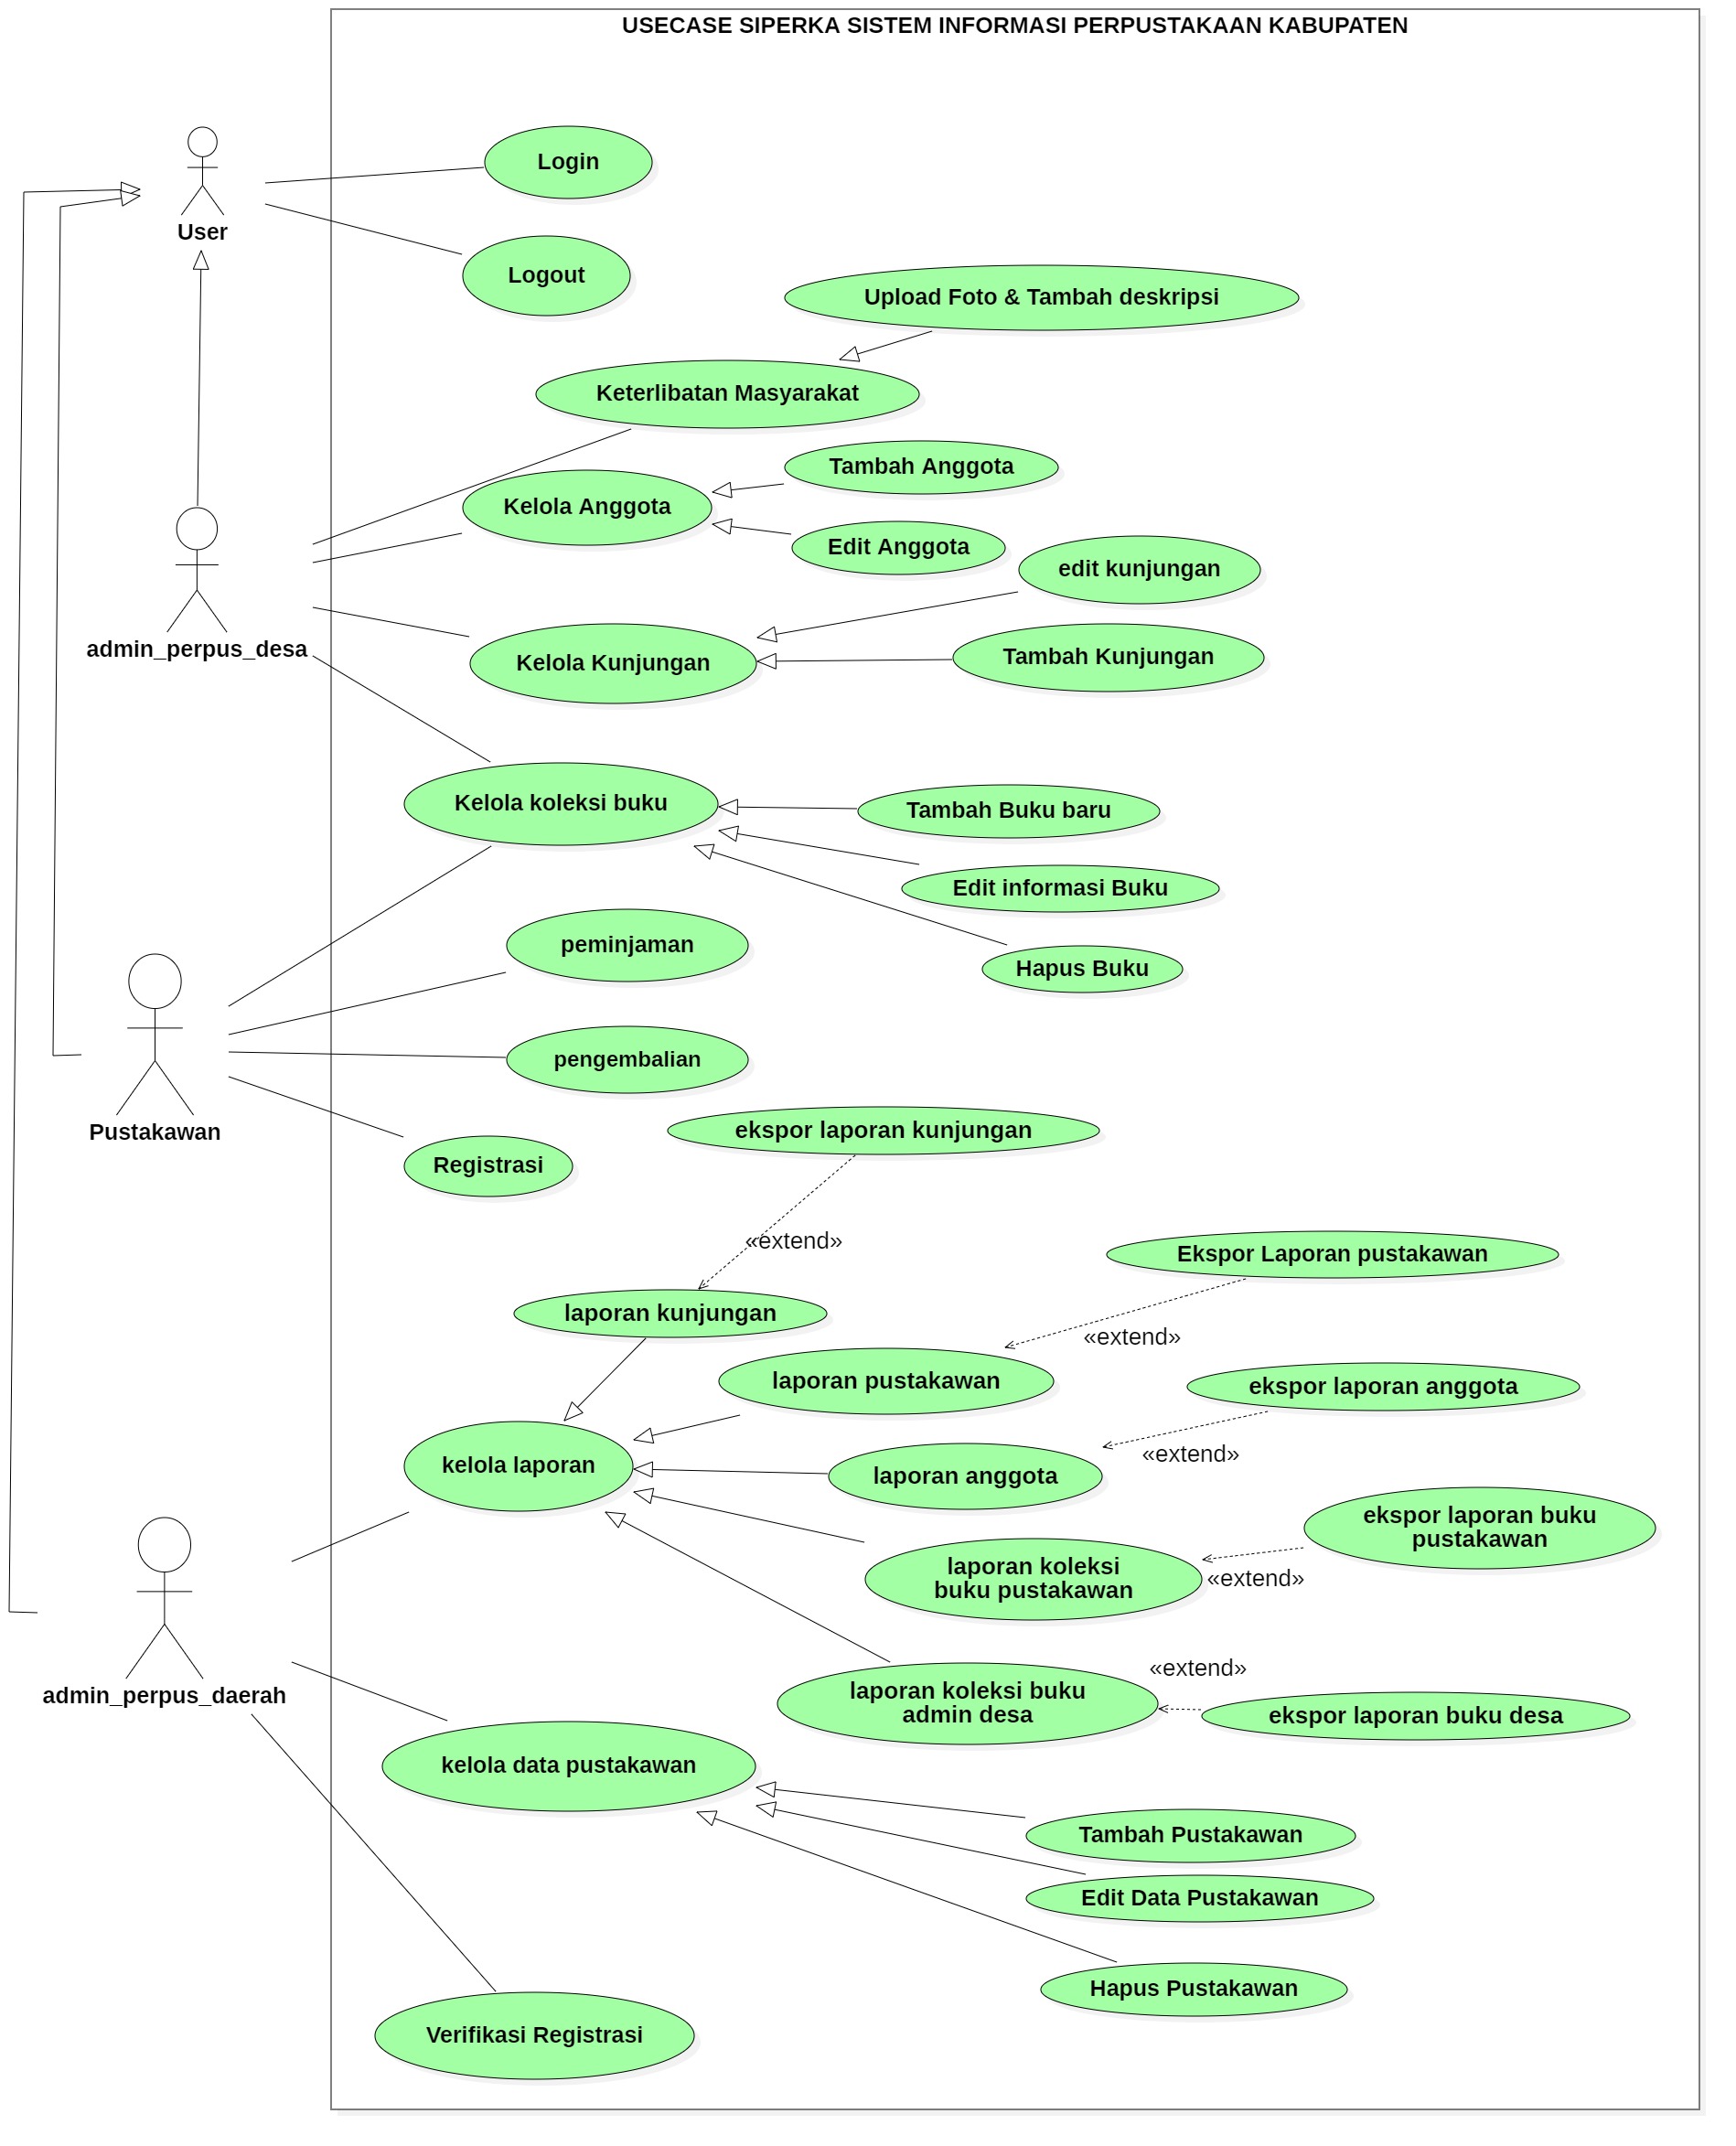 USECASE SIPERKA SISTEM INFORMASI PERPUSTAKAAN KABUPATEN
Login
User
Logout
Upload Foto & Tambah deskripsi
Keterlibatan Masyarakat
Tambah Anggota
Kelola Anggota
Edit Anggota
edit kunjungan
admin_perpus_desa
Kelola Kunjungan
Tambah Kunjungan
Kelola koleksi buku
Tambah Buku baru
Edit informasi Buku
peminjaman
Hapus Buku
pengembalian
Pustakawan
ekspor laporan kunjungan
Registrasi
«extend»
Ekspor Laporan pustakawan
laporan kunjungan
«extend»
laporan pustakawan
ekspor laporan anggota
«extend»
kelola laporan
laporan anggota
ekspor laporan buku
pustakawan
laporan koleksi
buku pustakawan
«extend»
«extend»
admin_perpus_daerah
laporan koleksi buku
admin desa
ekspor laporan buku desa
kelola data pustakawan
Tambah Pustakawan
Edit Data Pustakawan
Hapus Pustakawan
Verifikasi Registrasi